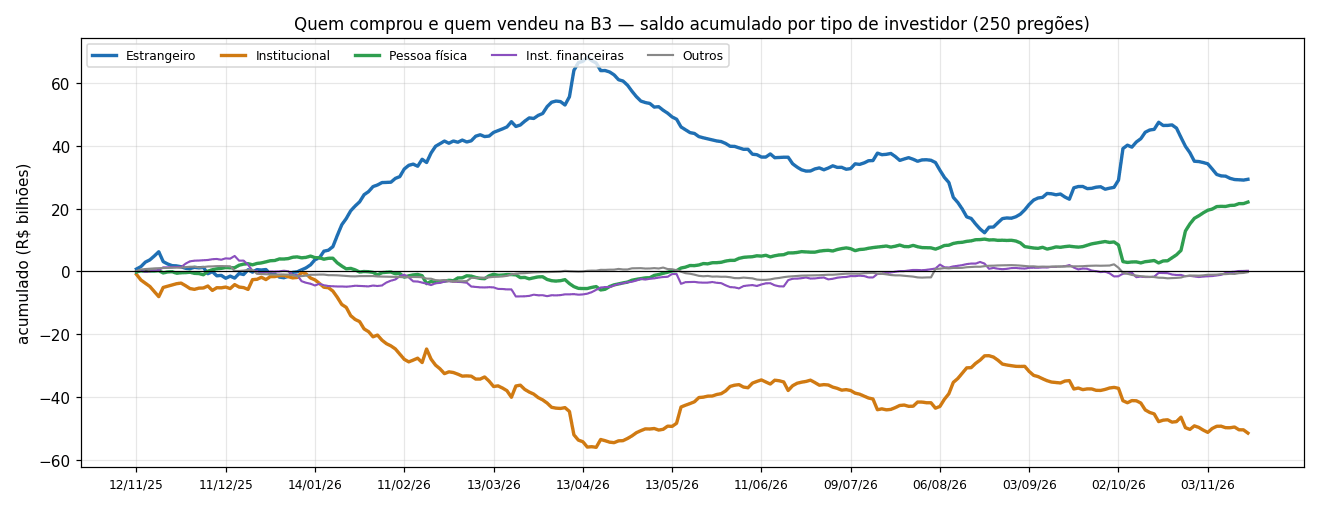 Quem comprou e quem vendeu na B3 — saldo acumulado por tipo de investidor (250 pregões)
Estrangeiro Institucional Pessoa física Inst. financeiras Outros
acumulado (R$ bilhões)
60
40
20
0
−20
−40
−60
12/11/25 11/12/25 14/01/26 11/02/26 13/03/26 13/04/26 13/05/26 11/06/26 09/07/26 06/08/26 03/09/26 02/10/26 03/11/26